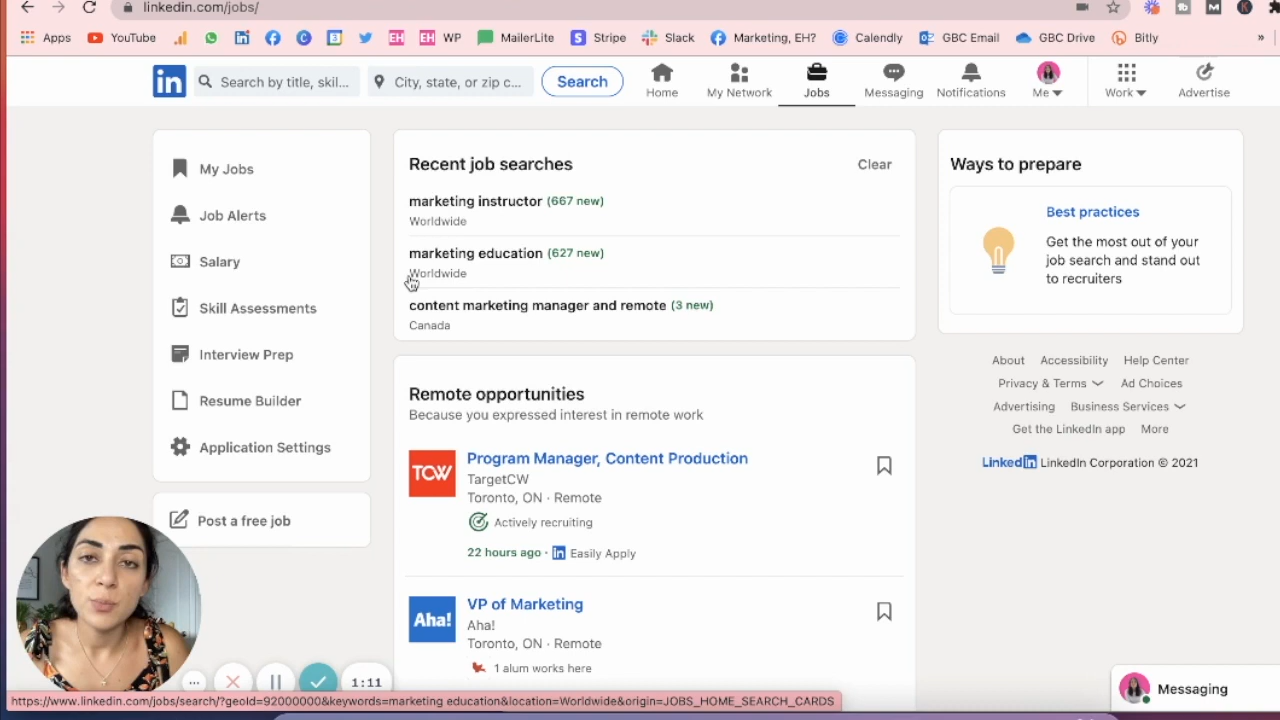 linkedin.com/jobs/
Apps YouTube WP MailerLite Stripe Slack Marketing, EH? Calendly GBC Email GBC Drive Bitly »
in Search by title, skil... City, state, or zip c... Search Home My Network Jobs Messaging Notifications Me Work Advertise
My Jobs
Job Alerts
Salary
Skill Assessments
Interview Prep
Resume Builder
Application Settings
Post a free job
Recent job searches Clear
marketing instructor (667 new)
Worldwide
marketing education (627 new)
Worldwide
content marketing manager and remote (3 new)
Canada
Remote opportunities
Because you expressed interest in remote work
TCW Program Manager, Content Production
TargetCW
Toronto, ON · Remote
Actively recruiting
22 hours ago · in Easily Apply
Aha! VP of Marketing
Aha!
Toronto, ON · Remote
1 alum works here
Ways to prepare
Best practices
Get the most out of your
job search and stand out
to recruiters
About Accessibility Help Center
Privacy & Terms Ad Choices
Advertising Business Services
Get the LinkedIn app More
LinkedIn LinkedIn Corporation © 2021
... 1:11
Messaging
https://www.linkedin.com/jobs/search/?geoId=92000000&keywords=marketing education&location=Worldwide&origin=JOBS_HOME_SEARCH_CARDS